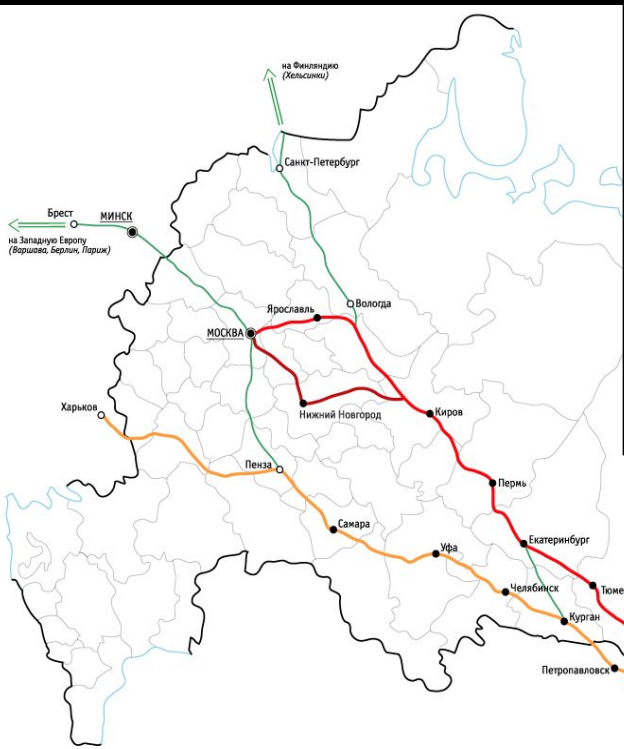 на Финляндию
(Хельсинки)
Санкт-Петербург
Брест
МИНСК
на Западную Европу
(Варшава, Берлин, Париж)
Вологда
Ярославль
МОСКВА
Харьков
Нижний Новгород
Киров
Пенза
Пермь
Самара
Екатеринбург
Уфа
Челябинск
Тюме
Курган
Петропавловск